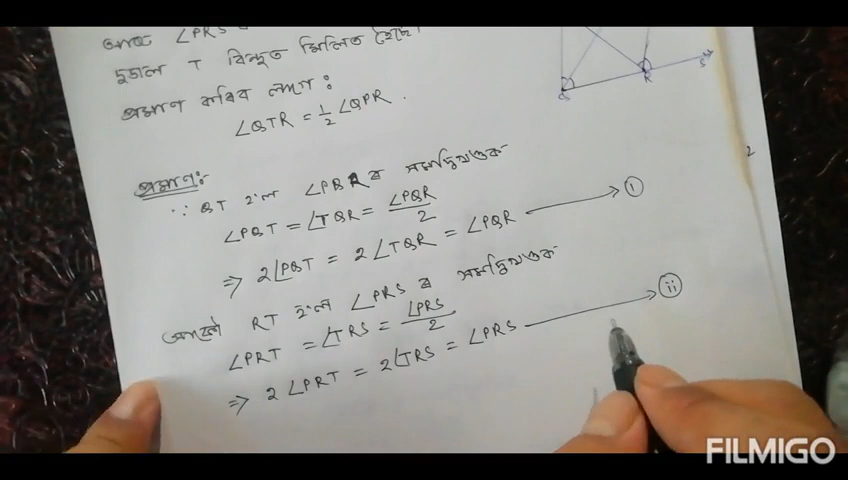 আৰু ∠PRS ৰ
দুডাল T বিন্দুত মিলিত হৈছে।
প্ৰমাণ কৰিব লাগে :
∠QTR = 1/2 ∠QPR .
প্ৰমাণ:
∵ QT হ'ল ∠PQR ৰ সমদ্বিখণ্ডক
∠PQT = ∠TQR = ∠PQR/2
⇒ 2∠PQT = 2∠TQR = ∠PQR → i
আকৌ RT হ'ল ∠PRS ৰ সমদ্বিখণ্ডক
∠PRT = ∠TRS = ∠PRS/2
⇒ 2∠PRT = 2∠TRS = ∠PRS → ii
Q R S
2
FILMIGO